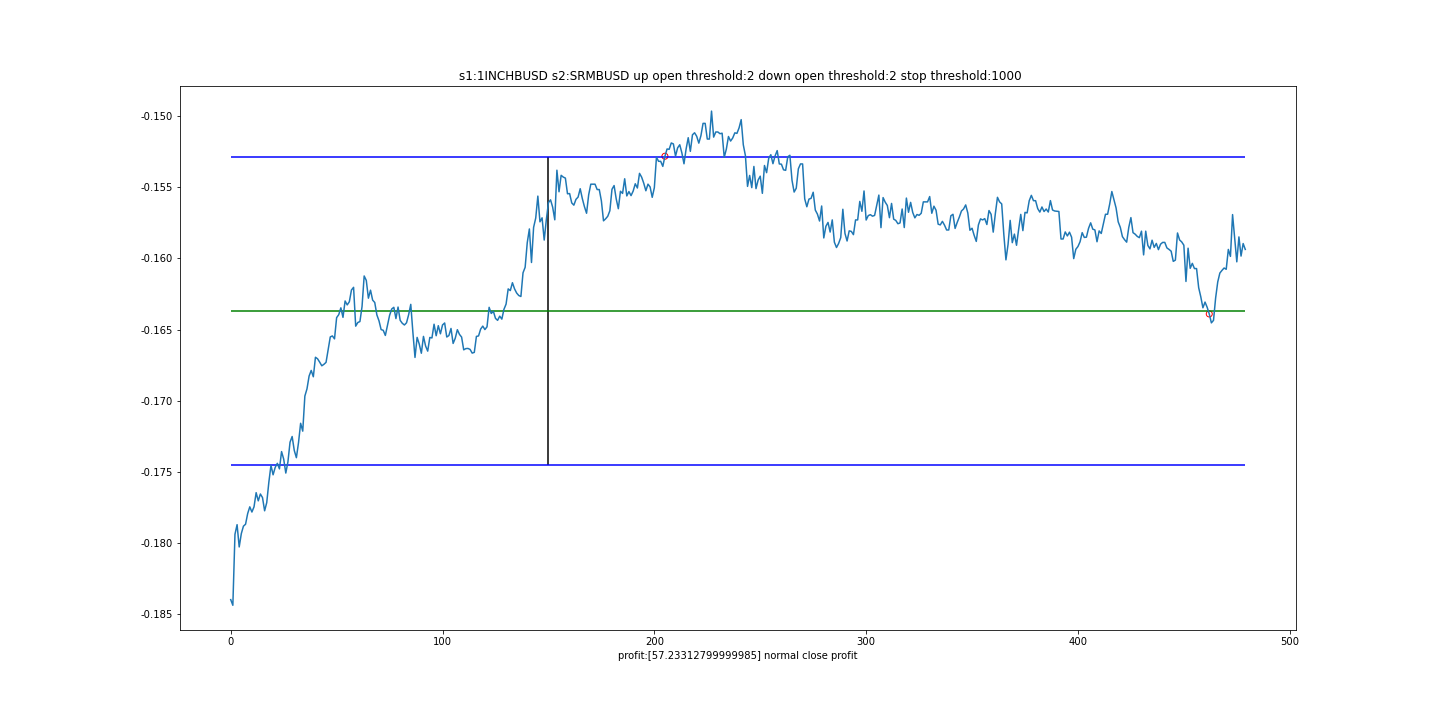 s1:1INCHBUSD s2:SRMBUSD up open threshold:2 down open threshold:2 stop threshold:1000
-0.150
-0.155
-0.160
-0.165
-0.170
-0.175
-0.180
-0.185
0 100 200 300 400 500
profit:[57.23312799999985] normal close profit